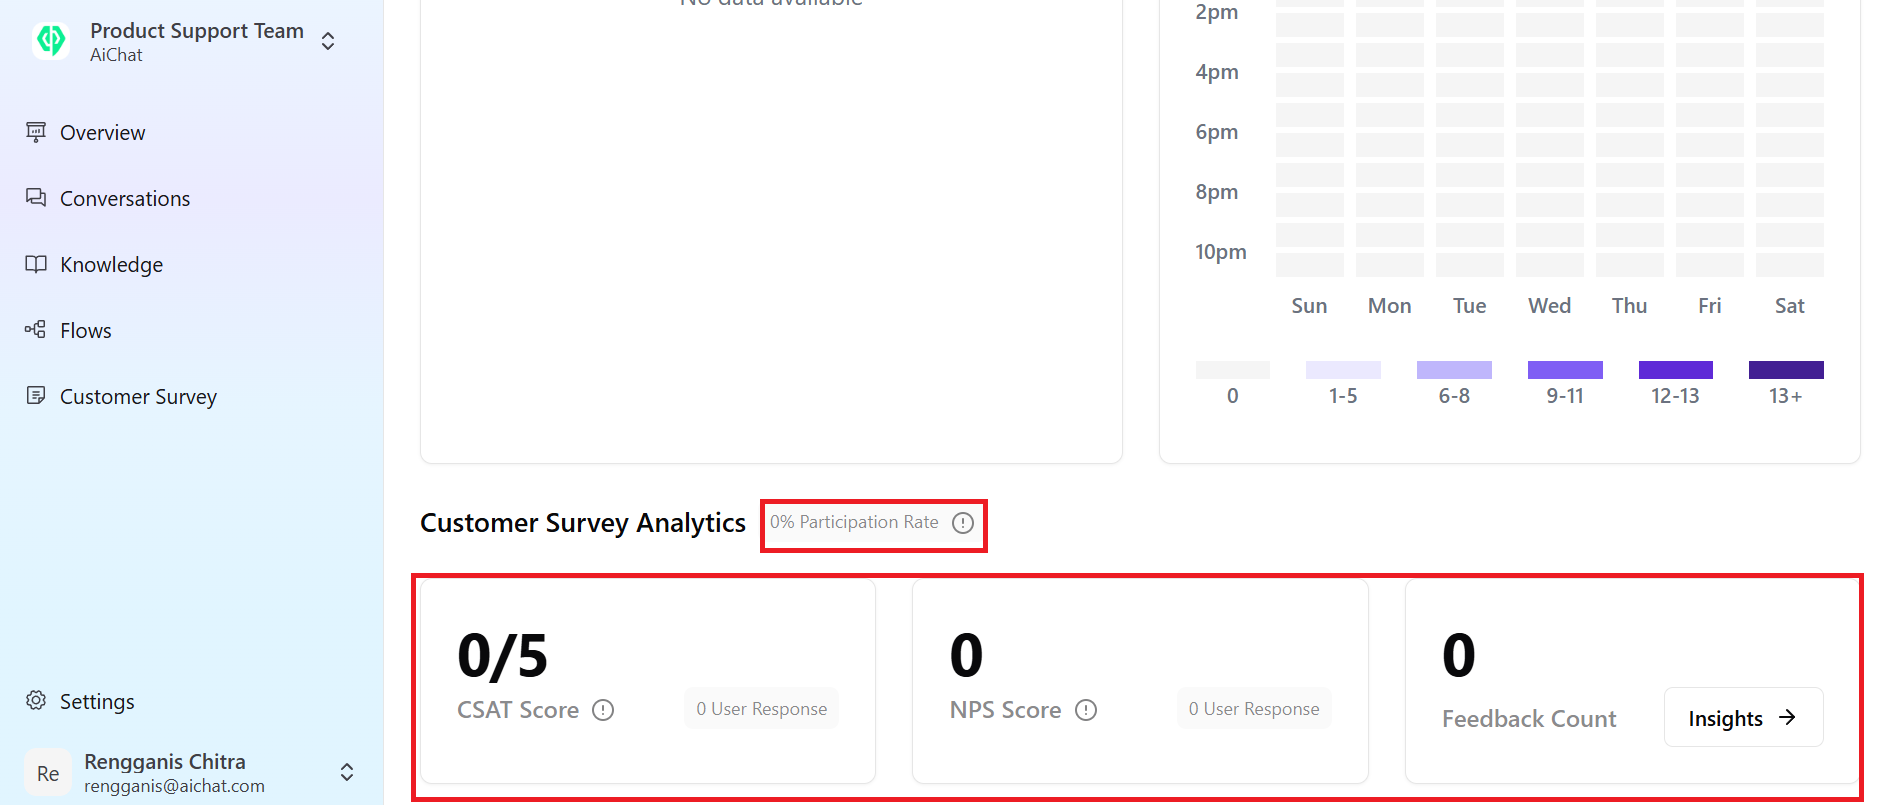 Product Support Team
AiChat
Overview
Conversations
Knowledge
Flows
Customer Survey
Settings
Re
Rengganis Chitra
rengganis@aichat.com
No data available
2pm
4pm
6pm
8pm
10pm
Sun Mon Tue Wed Thu Fri Sat
0 1-5 6-8 9-11 12-13 13+
Customer Survey Analytics 0% Participation Rate
0/5
CSAT Score
0 User Response
0
NPS Score
0 User Response
0
Feedback Count
Insights →